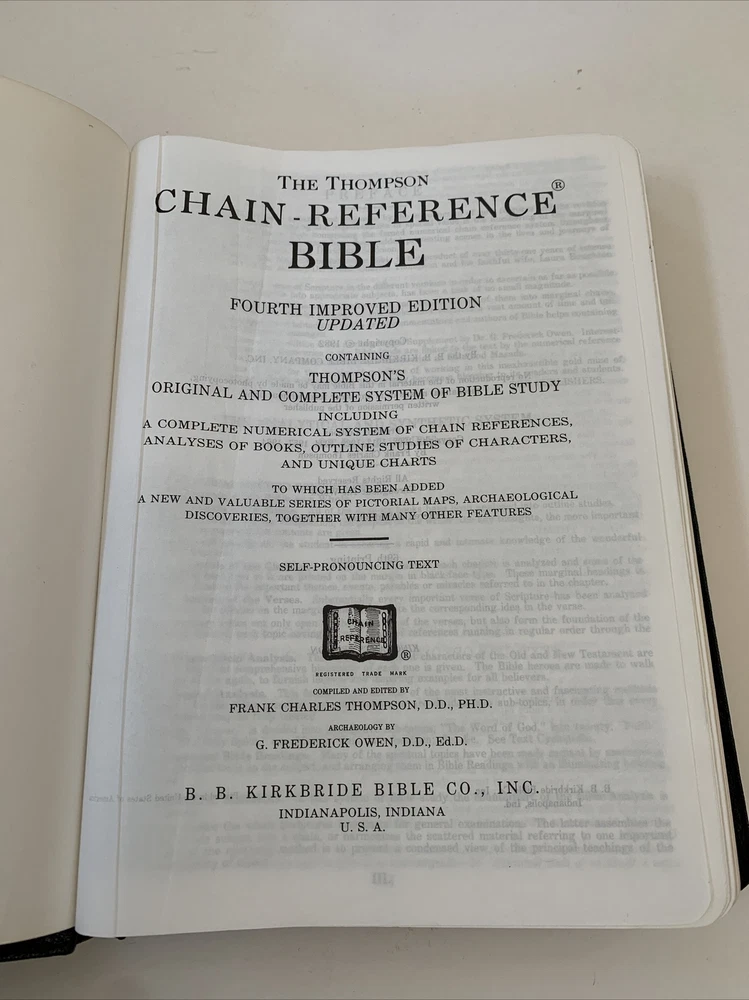 THE THOMPSON
CHAIN-REFERENCE®
BIBLE
FOURTH IMPROVED EDITION
UPDATED
CONTAINING
THOMPSON'S
ORIGINAL AND COMPLETE SYSTEM OF BIBLE STUDY
INCLUDING
A COMPLETE NUMERICAL SYSTEM OF CHAIN REFERENCES,
ANALYSES OF BOOKS, OUTLINE STUDIES OF CHARACTERS,
AND UNIQUE CHARTS
TO WHICH HAS BEEN ADDED
A NEW AND VALUABLE SERIES OF PICTORIAL MAPS, ARCHAEOLOGICAL
DISCOVERIES, TOGETHER WITH MANY OTHER FEATURES
SELF-PRONOUNCING TEXT
CHAIN
REFERENCE
®
REGISTERED TRADE MARK
COMPILED AND EDITED BY
FRANK CHARLES THOMPSON, D.D., PH.D.
ARCHAEOLOGY BY
G. FREDERICK OWEN, D.D., Ed.D.
B. B. KIRKBRIDE BIBLE CO., INC.
INDIANAPOLIS, INDIANA
U. S. A.